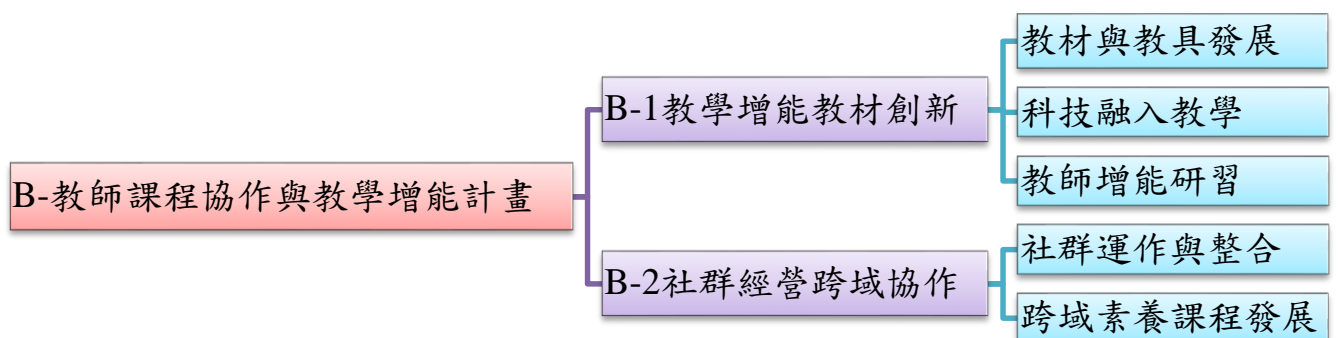 B-教師課程協作與教學增能計畫
B-1教學增能教材創新
教材與教具發展
科技融入教學
教師增能研習
B-2社群經營跨域協作
社群運作與整合
跨域素養課程發展